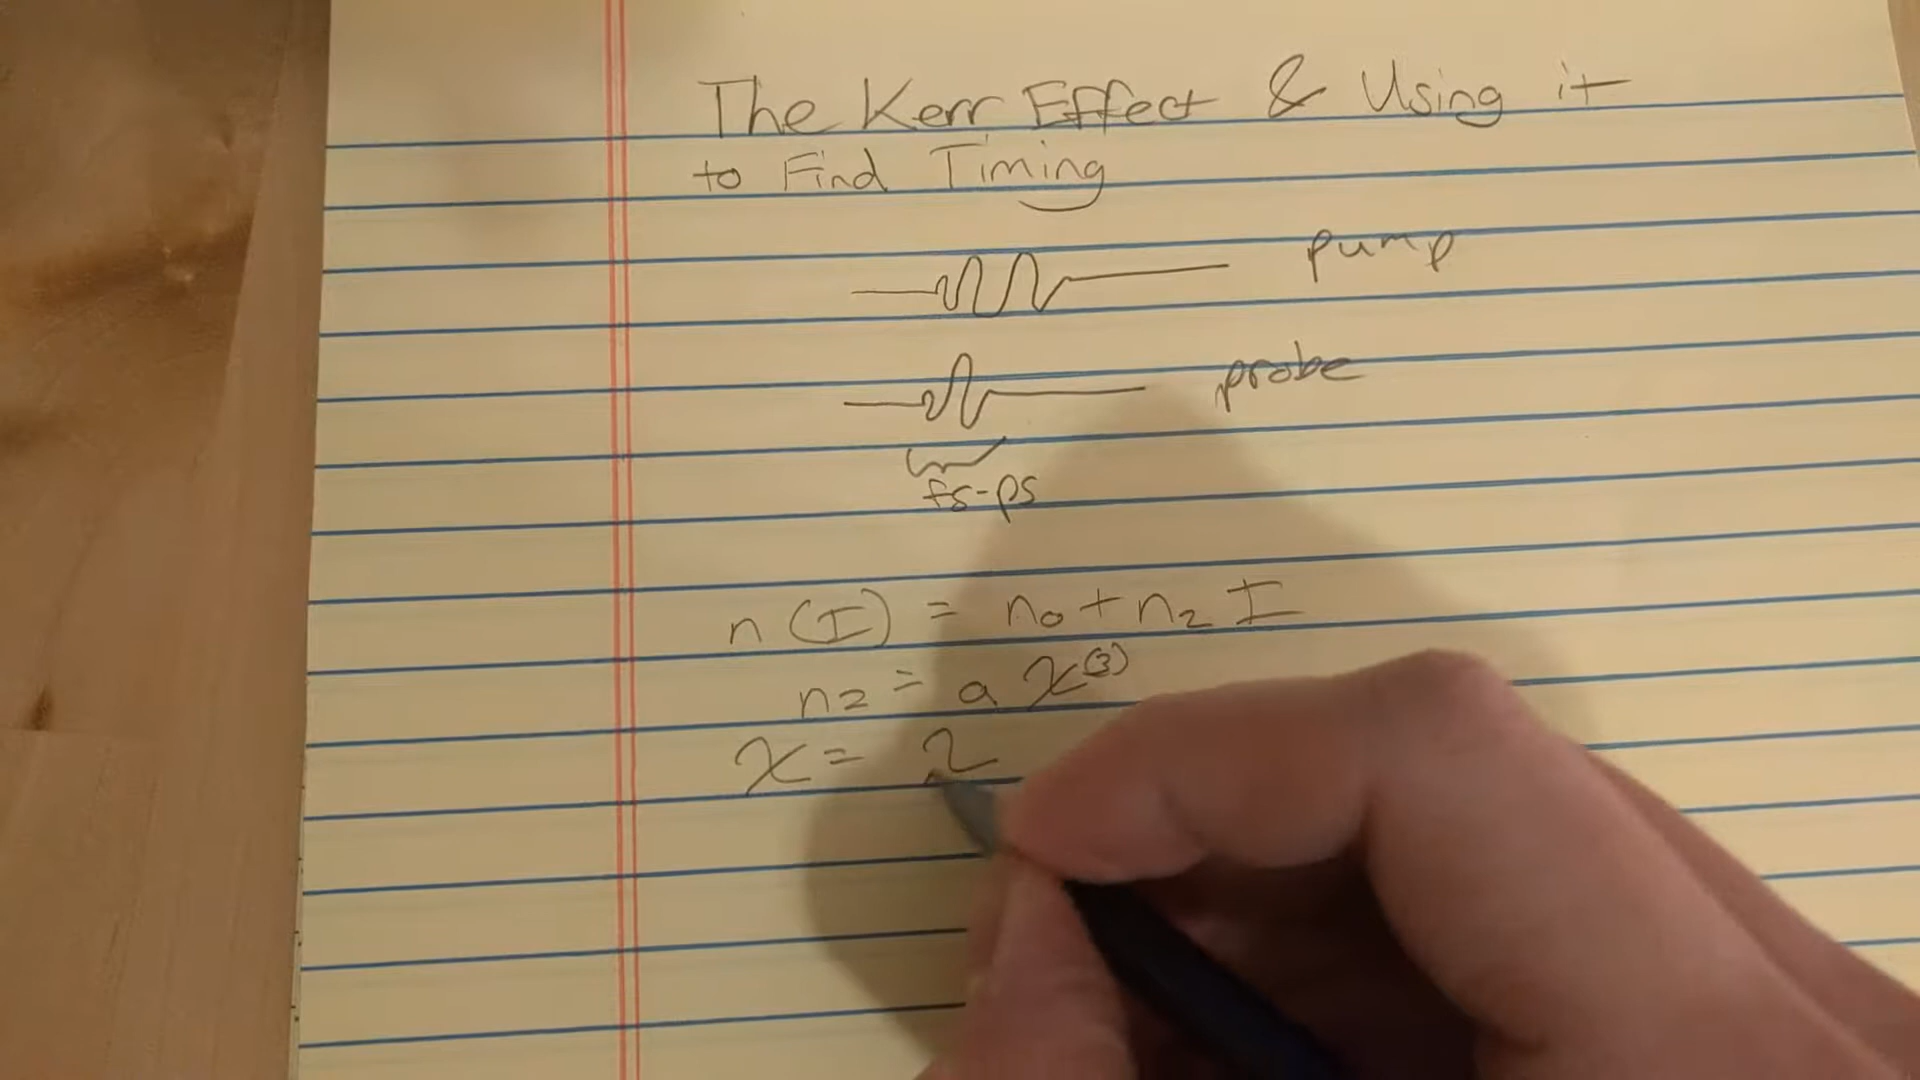 The Kerr Effect & Using it
to Find Timing
pump
probe
fs-ps
n(I) = n₀ + n₂ I
n₂ = a χ⁽³⁾
χ = 2